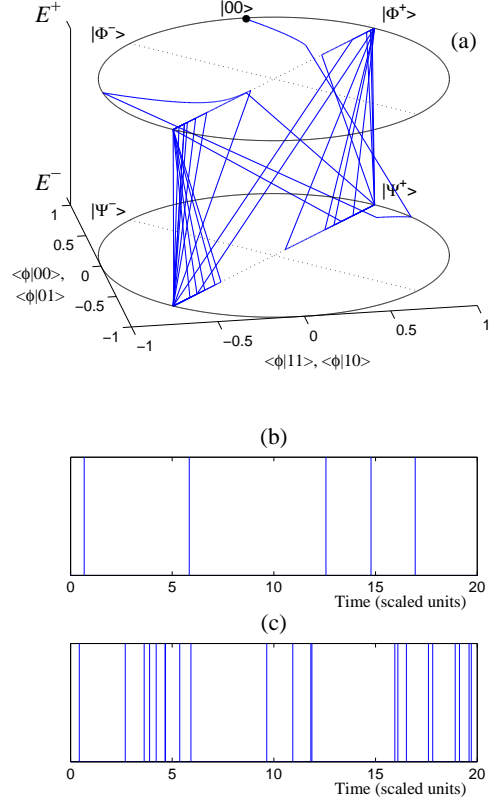 E⁺
|Φ⁻>
|00>
|Φ⁺>
(a)
E⁻
|Ψ⁻>
|Ψ⁺>
1
0.5
0
−0.5
−1
<ϕ|00>,
<ϕ|01>
−1
−0.5
0
0.5
1
<ϕ|11>, <ϕ|10>
(b)
0 5 10 15 20
Time (scaled units)
(c)
0 5 10 15 20
Time (scaled units)